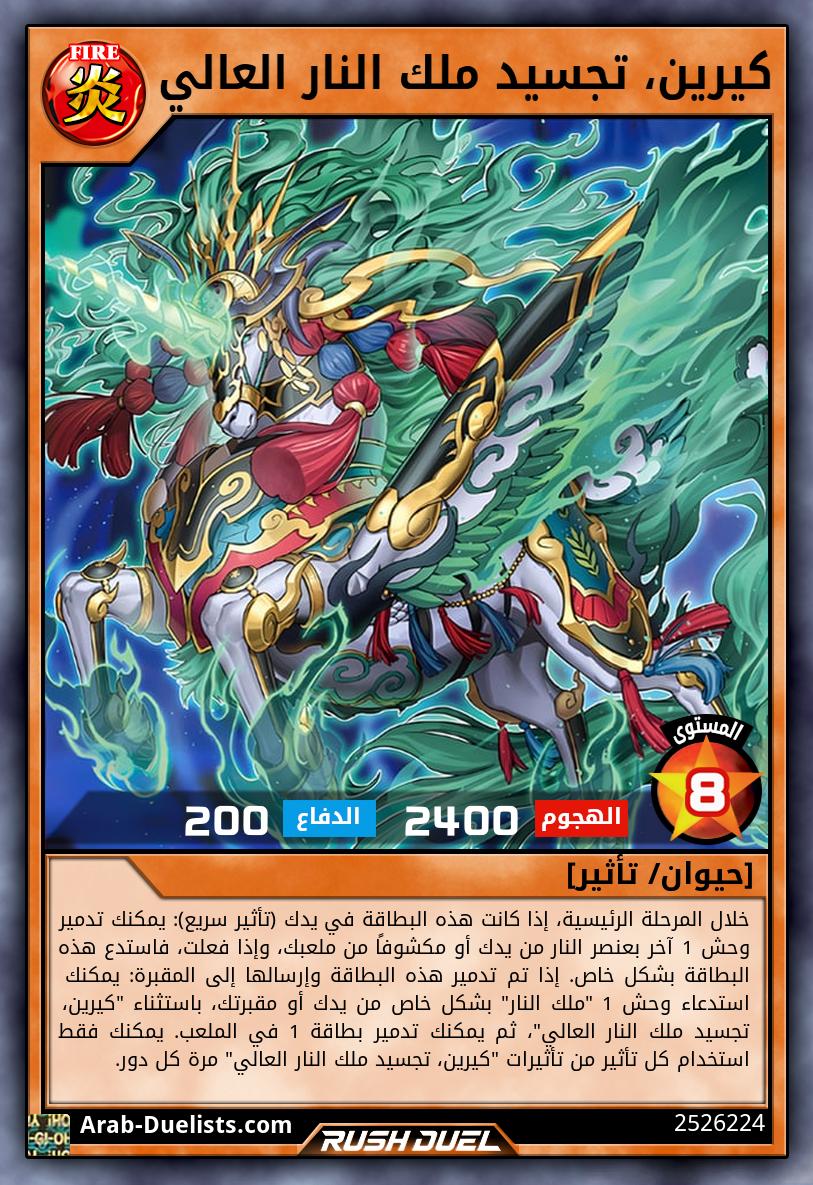 FIRE
炎
كيرين، تجسيد ملك النار العالي
المستوى
8
الهجوم 2400 الدفاع 200
[حيوان/ تأثير]
خلال المرحلة الرئيسية، إذا كانت هذه البطاقة في يدك (تأثير سريع): يمكنك تدمير
وحش 1 آخر بعنصر النار من يدك أو مكشوفاً من ملعبك، وإذا فعلت، فاستدع هذه
البطاقة بشكل خاص. إذا تم تدمير هذه البطاقة وإرسالها إلى المقبرة: يمكنك
استدعاء وحش 1 "ملك النار" بشكل خاص من يدك أو مقبرتك، باستثناء "كيرين،
تجسيد ملك النار العالي"، ثم يمكنك تدمير بطاقة 1 في الملعب. يمكنك فقط
استخدام كل تأثير من تأثيرات "كيرين، تجسيد ملك النار العالي" مرة كل دور.
Arab-Duelists.com
RUSH DUEL
2526224